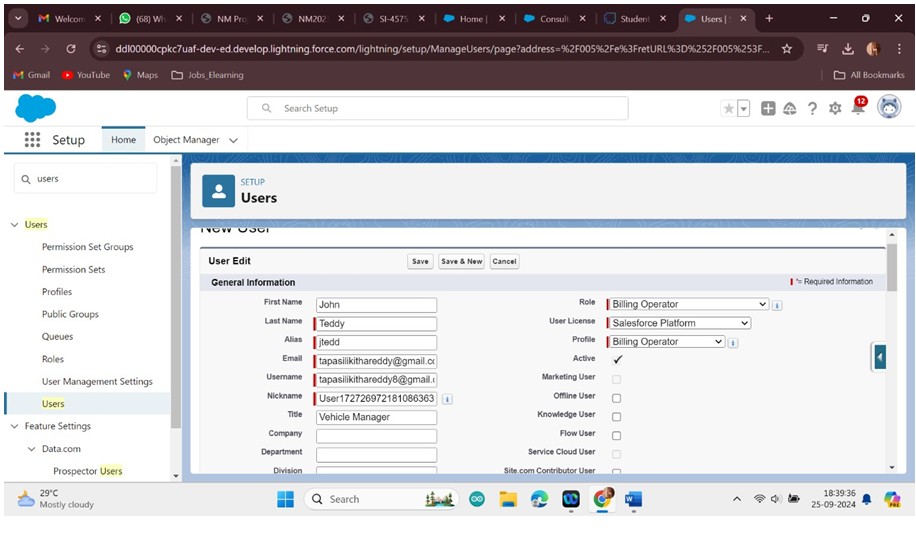 Welcom
(68) Wh
NM Pro
NM202
SI-4575
Home |
Consult
Student
Users | S
ddl00000cpkc7uaf-dev-ed.develop.lightning.force.com/lightning/setup/ManageUsers/page?address=%2F005%2Fe%3FretURL%3D%252F005%253F...
Gmail YouTube Maps Jobs_Elearning All Bookmarks
Search Setup
12
Setup Home Object Manager
users
SETUP
Users
Users
Permission Set Groups
Permission Sets
Profiles
Public Groups
Queues
Roles
User Management Settings
Users
Feature Settings
Data.com
Prospector Users
New User
User Edit Save Save & New Cancel
General Information != Required Information
First Name John
Last Name Teddy
Alias jtedd
Email tapasilikithareddy@gmail.co
Username tapasilikithareddy8@gmail.
Nickname User172726972181086363
Title Vehicle Manager
Company
Department
Division
Role Billing Operator
User License Salesforce Platform
Profile Billing Operator
Active
Marketing User
Offline User
Knowledge User
Flow User
Service Cloud User
Site.com Contributor User
29°C
Mostly cloudy
Search
18:39:36
25-09-2024